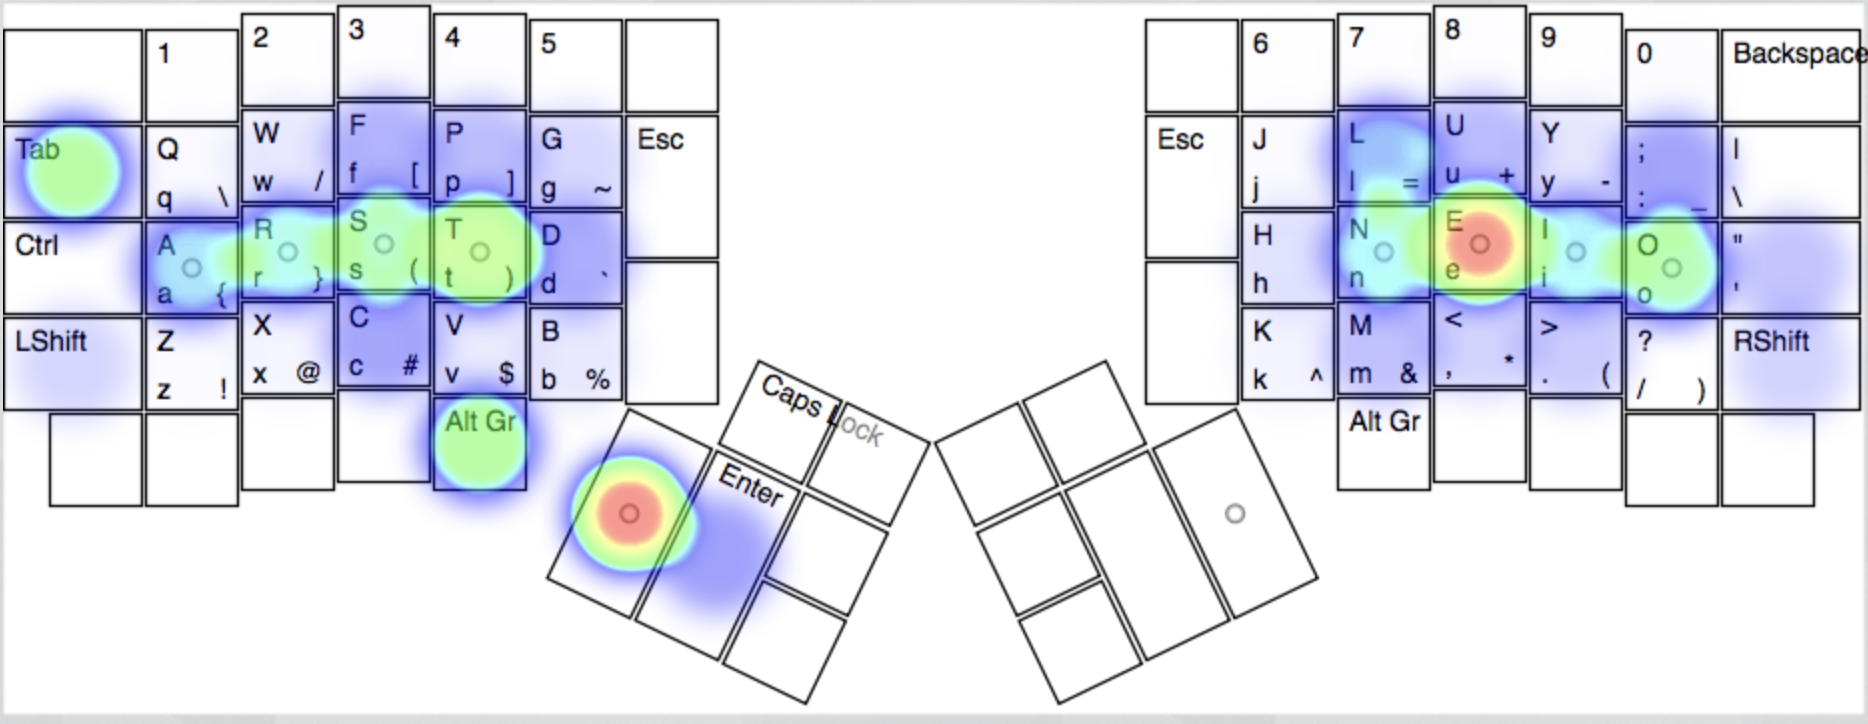 1 2 3 4 5 6 7 8 9 0 Backspace
Tab Q W F P G Esc Esc J L U Y ; |
q \ w / f [ p ] g ~ j l = u + y - : _ \
Ctrl A R S T D H N E I O "
a { r } s ( t ) d ` h n e i o '
LShift Z X C V B K M < > ? RShift
z ! x @ c # v $ b % k ^ m & , * . ( / )
Alt Gr Caps Lock Alt Gr
Enter